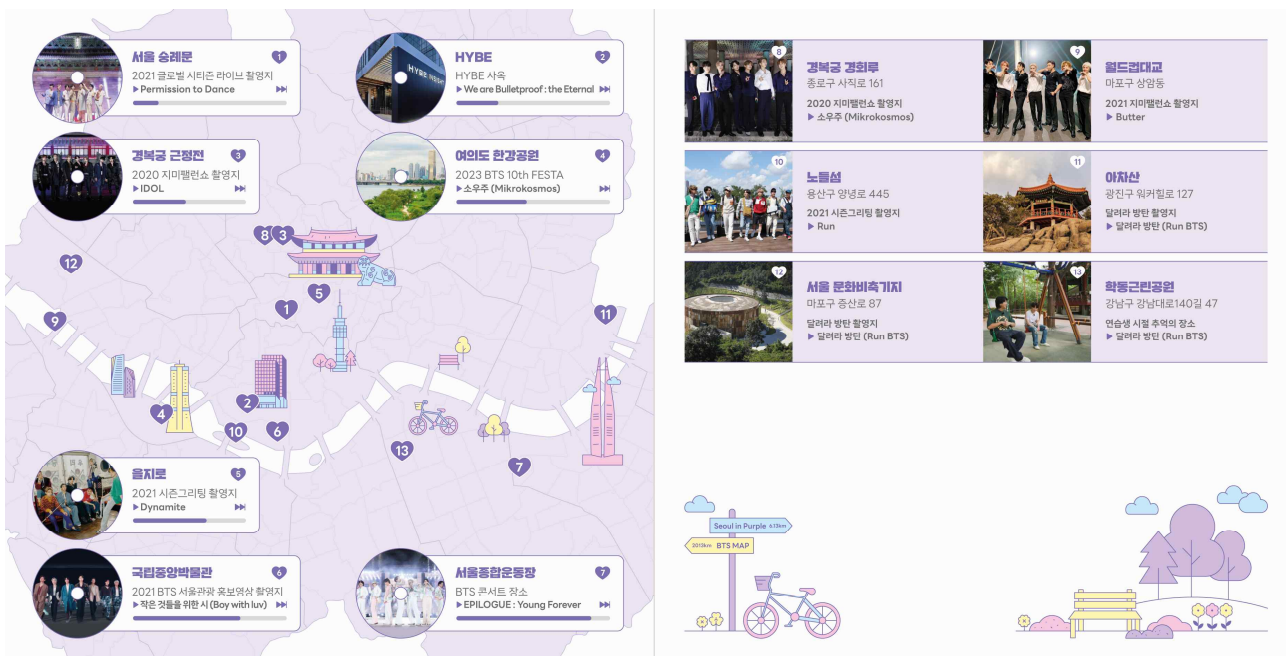 서울 숭례문
1
2021 글로벌 시티즌 라이브 촬영지
Permission to Dance
HYBE
2
HYBE 사옥
We are Bulletproof : the Eternal
경복궁 근정전
3
2020 지미팰런쇼 촬영지
IDOL
여의도 한강공원
4
2023 BTS 10th FESTA
소우주 (Mikrokosmos)
8 3
12
5
1
9
11
2
4
10
6
13
7
을지로
5
2021 시즌그리팅 촬영지
Dynamite
국립중앙박물관
6
2021 BTS 서울관광 홍보영상 촬영지
작은 것들을 위한 시 (Boy with luv)
서울종합운동장
7
BTS 콘서트 장소
EPILOGUE : Young Forever
8
경복궁 경회루
종로구 사직로 161
2020 지미팰런쇼 촬영지
소우주 (Mikrokosmos)
9
월드컵대교
마포구 상암동
2021 지미팰런쇼 촬영지
Butter
10
노들섬
용산구 양녕로 445
2021 시즌그리팅 촬영지
Run
11
아차산
광진구 워커힐로 127
달려라 방탄 촬영지
달려라 방탄 (Run BTS)
12
서울 문화비축기지
마포구 증산로 87
달려라 방탄 촬영지
달려라 방탄 (Run BTS)
13
학동근린공원
강남구 강남대로140길 47
연습생 시절 추억의 장소
달려라 방탄 (Run BTS)
Seoul in Purple 613km
2013km BTS MAP